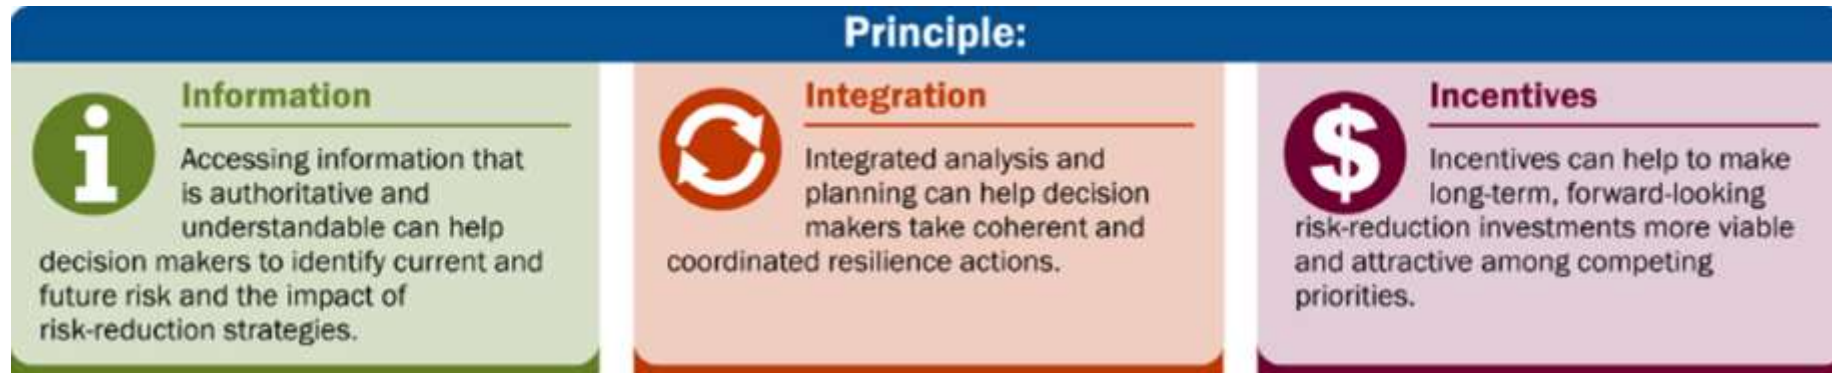 Principle:
Information
Accessing information that
is authoritative and
understandable can help
decision makers to identify current and
future risk and the impact of
risk-reduction strategies.
Integration
Integrated analysis and
planning can help decision
makers take coherent and
coordinated resilience actions.
Incentives
Incentives can help to make
long-term, forward-looking
risk-reduction investments more viable
and attractive among competing
priorities.